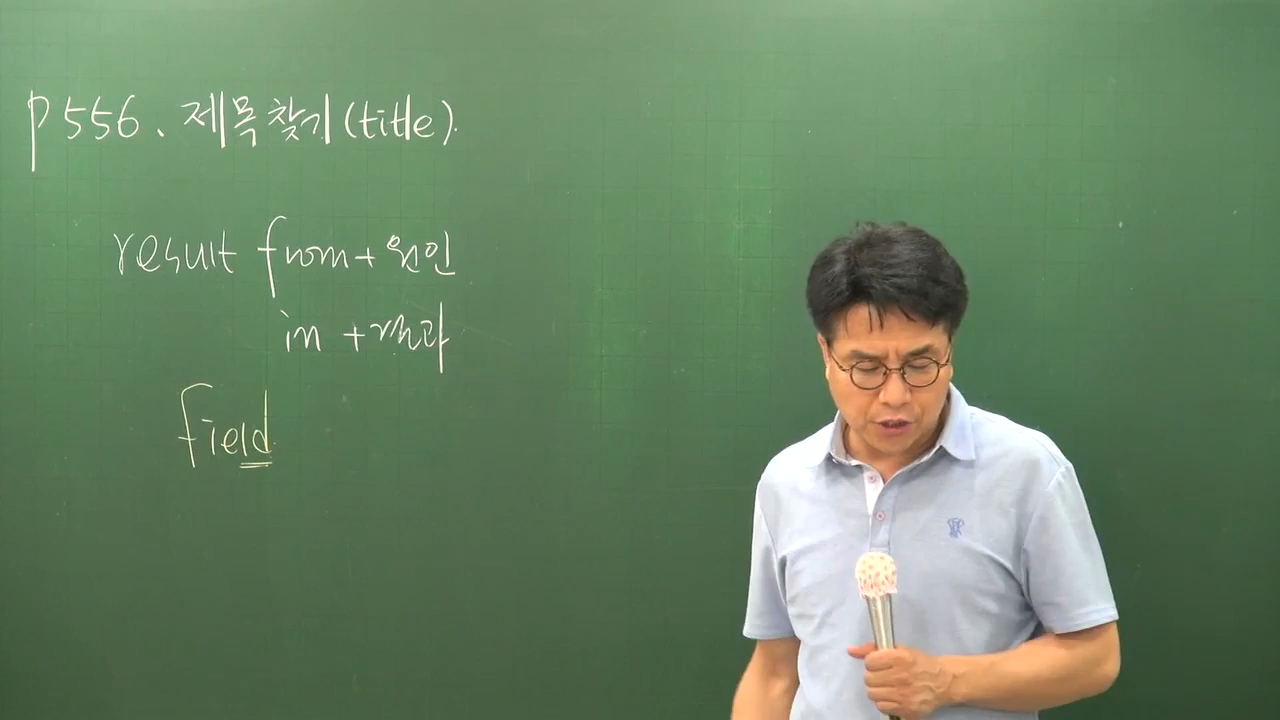 p556. 제목찾기(title).
result from + 원인
in + 결과
field